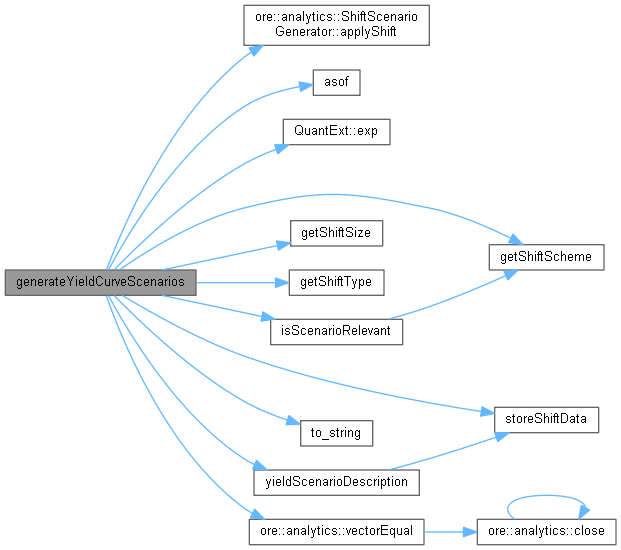 ore::analytics::ShiftScenario
Generator::applyShift
asof
QuantExt::exp
getShiftSize
getShiftScheme
generateYieldCurveScenarios
getShiftType
isScenarioRelevant
storeShiftData
to_string
yieldScenarioDescription
ore::analytics::vectorEqual
ore::analytics::close